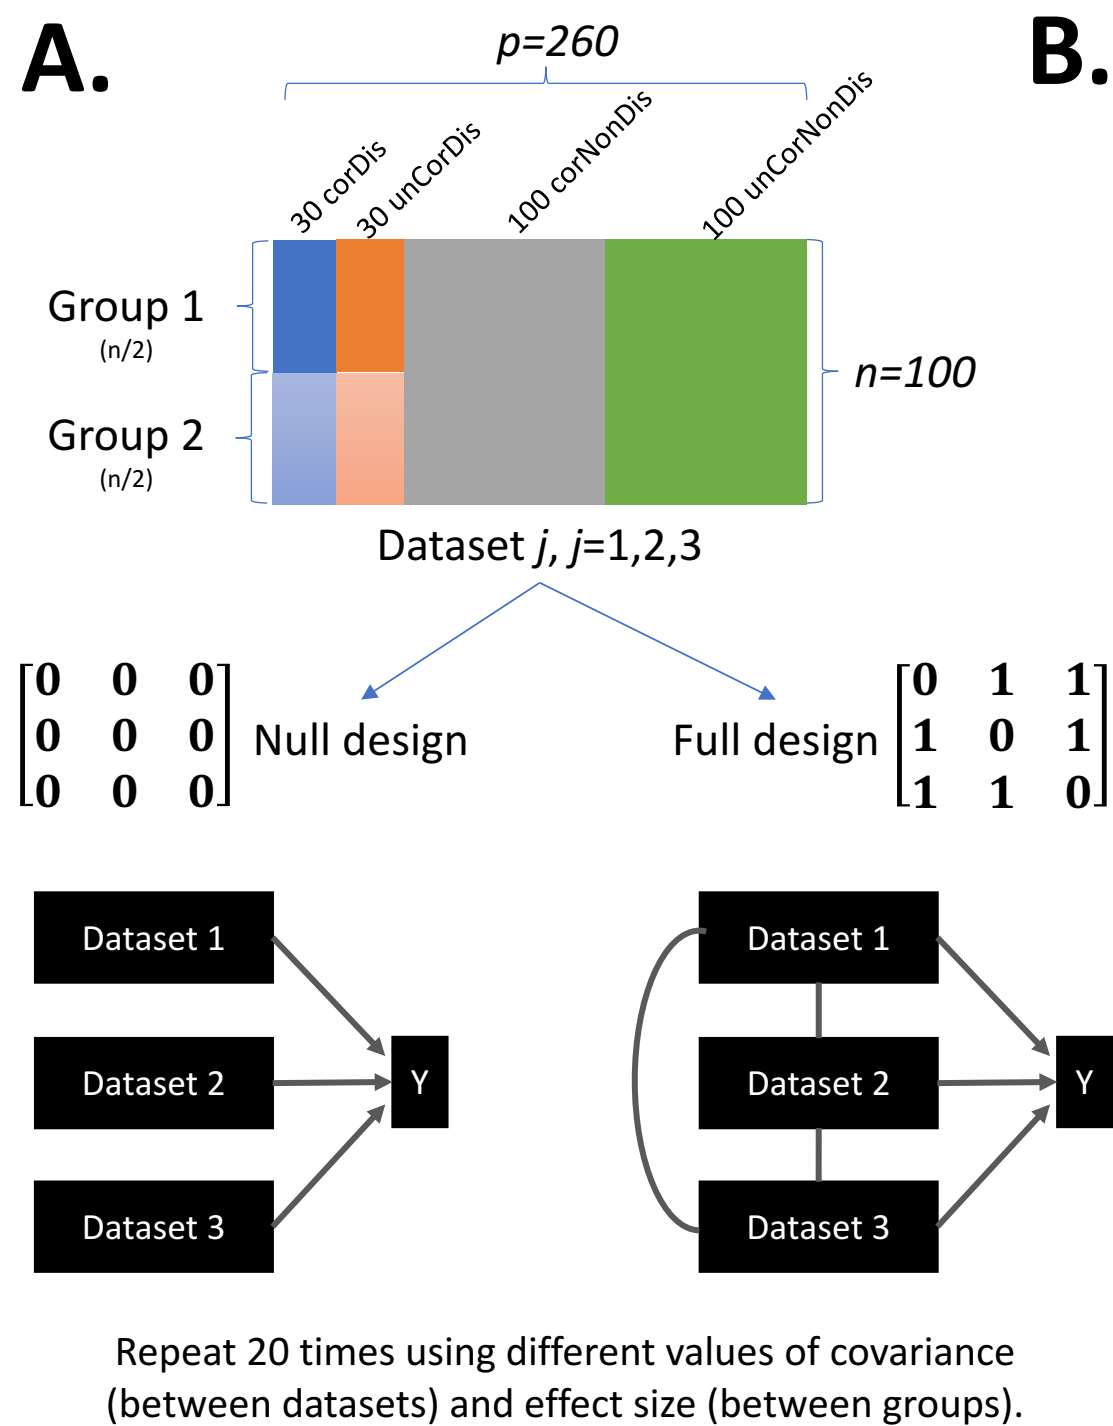 A.
B.
p=260
30 corDis
30 unCorDis
100 corNonDis
100 unCorNonDis
Group 1
(n/2)
Group 2
(n/2)
n=100
Dataset j, j=1,2,3
0 0 0
0 0 0
0 0 0
Null design
Full design
0 1 1
1 0 1
1 1 0
Dataset 1
Dataset 2
Dataset 3
Y
Dataset 1
Dataset 2
Dataset 3
Y
Repeat 20 times using different values of covariance
(between datasets) and effect size (between groups).